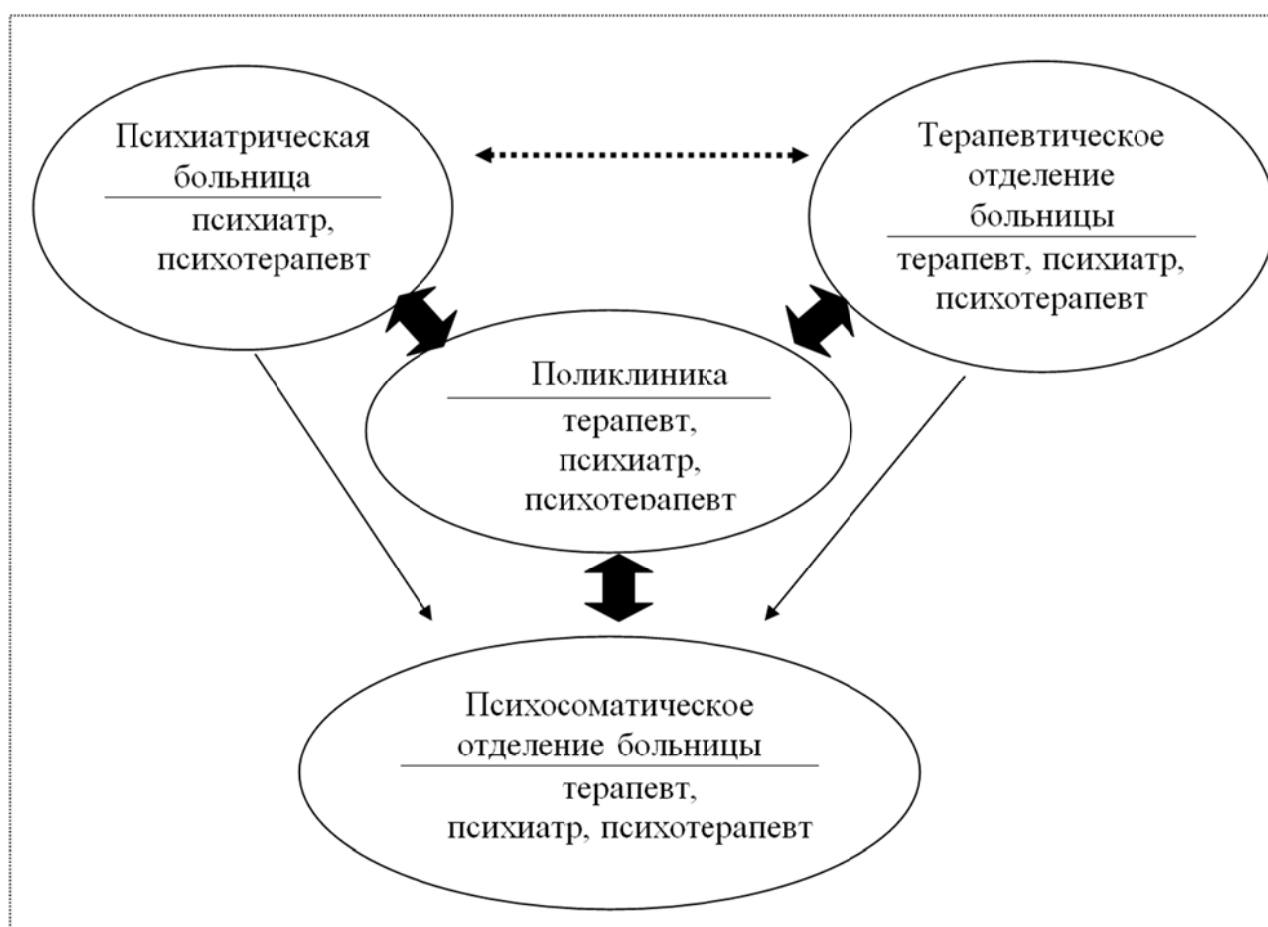 Психиатрическая
больница
психиатр,
психотерапевт
Терапевтическое
отделение
больницы
терапевт, психиатр,
психотерапевт
Поликлиника
терапевт,
психиатр,
психотерапевт
Психосоматическое
отделение больницы
терапевт,
психиатр, психотерапевт